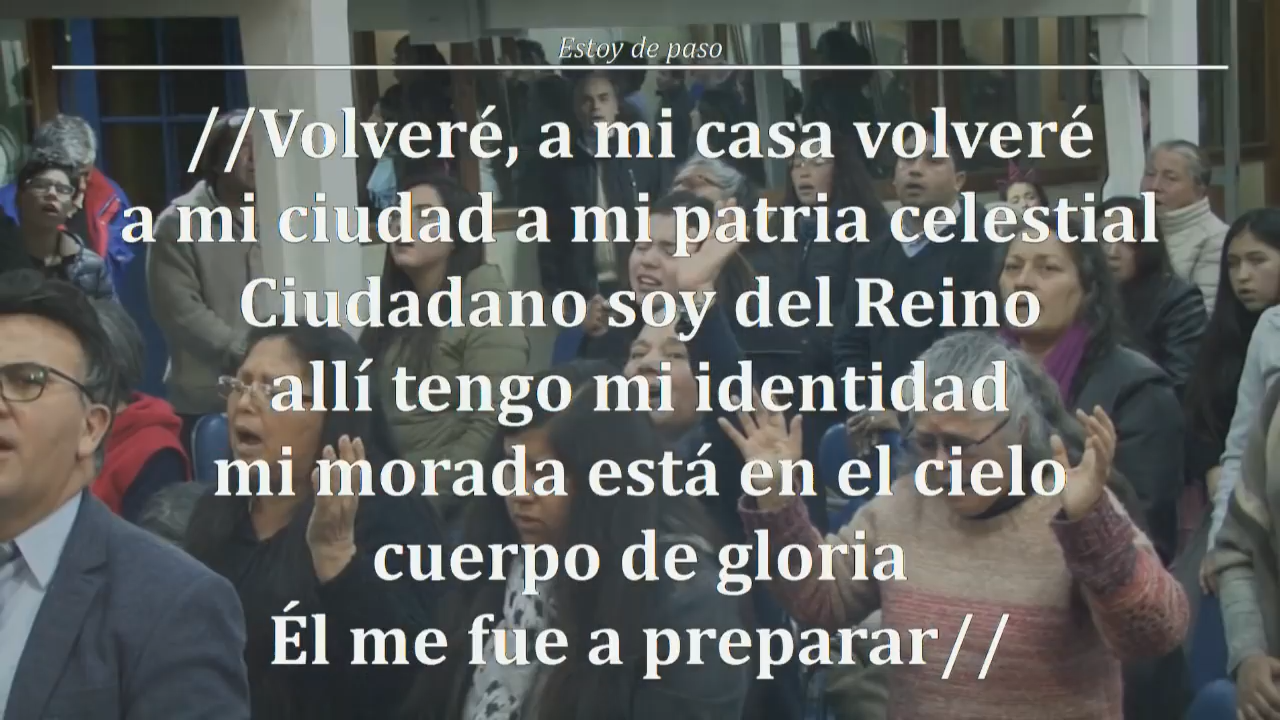 Estoy de paso
//Volveré, a mi casa volveré
a mi ciudad a mi patria celestial
Ciudadano soy del Reino
allí tengo mi identidad
mi morada está en el cielo
cuerpo de gloria
Él me fue a preparar//